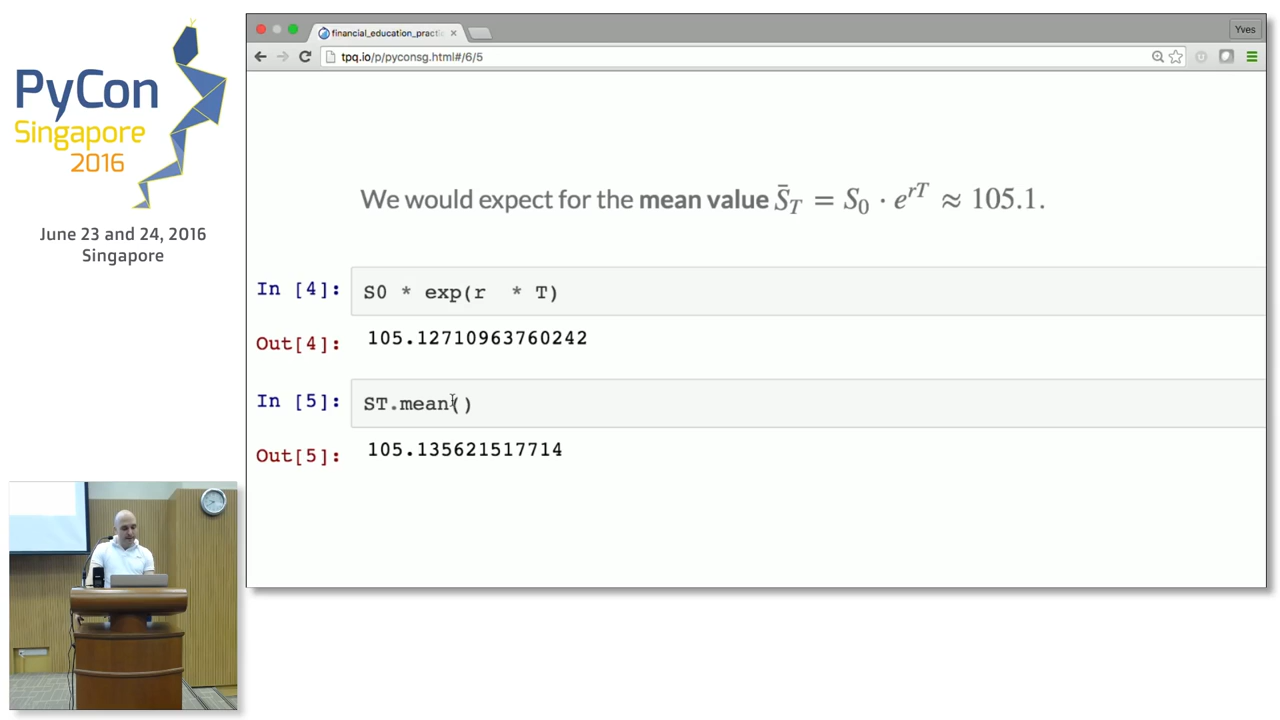 PyCon
Singapore
2016
June 23 and 24, 2016
Singapore
financial_education_practic
Yves
tpq.io/p/pyconsg.html#/6/5
We would expect for the mean value S̄_T = S_0 · e^{rT} ≈ 105.1.
In [4]: S0 * exp(r  * T)
Out[4]: 105.12710963760242
In [5]: ST.mean()
Out[5]: 105.135621517714